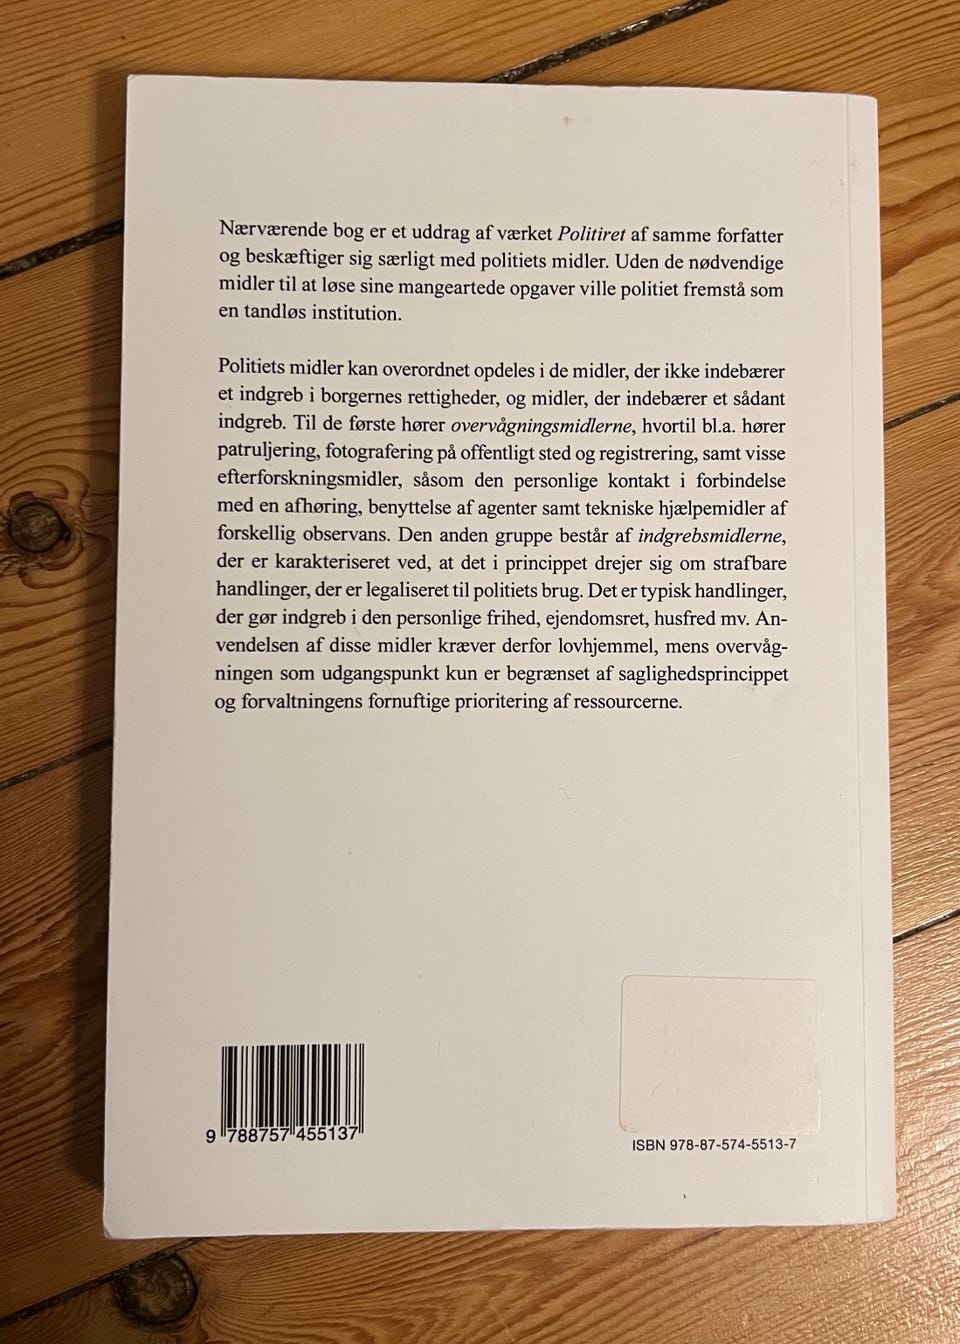 Nærværende bog er et uddrag af værket Politiret af samme forfatter
og beskæftiger sig særligt med politiets midler. Uden de nødvendige
midler til at løse sine mangeartede opgaver ville politiet fremstå som
en tandløs institution.
Politiets midler kan overordnet opdeles i de midler, der ikke indebærer
et indgreb i borgernes rettigheder, og midler, der indebærer et sådant
indgreb. Til de første hører overvågningsmidlerne, hvortil bl.a. hører
patruljering, fotografering på offentligt sted og registrering, samt visse
efterforskningsmidler, såsom den personlige kontakt i forbindelse
med en afhøring, benyttelse af agenter samt tekniske hjælpemidler af
forskellig observans. Den anden gruppe består af indgrebsmidlerne,
der er karakteriseret ved, at det i princippet drejer sig om strafbare
handlinger, der er legaliseret til politiets brug. Det er typisk handlinger,
der gør indgreb i den personlige frihed, ejendomsret, husfred mv. An-
vendelsen af disse midler kræver derfor lovhjemmel, mens overvåg-
ningen som udgangspunkt kun er begrænset af saglighedsprincippet
og forvaltningens fornuftige prioritering af ressourcerne.
9 788757 455137
ISBN 978-87-574-5513-7